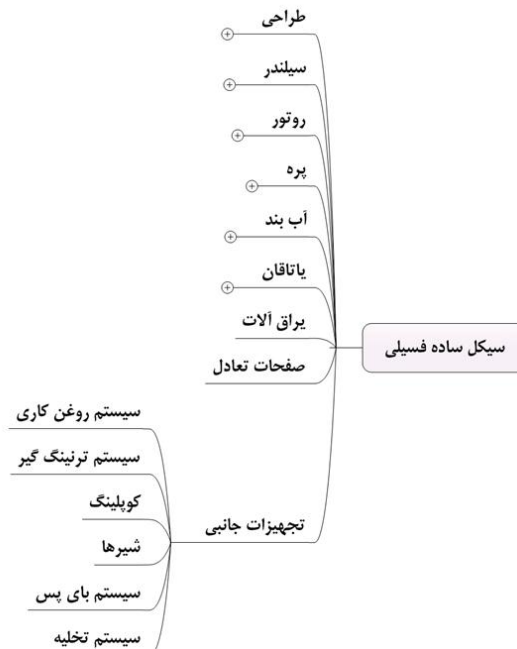 سیکل ساده فسیلی
طراحی
سیلندر
روتور
پره
آب بند
یاتاقان
یراق آلات
صفحات تعادل
تجهیزات جانبی
سیستم روغن کاری
سیستم ترنینگ گیر
کوپلینگ
شیرها
سیستم بای پس
سیستم تخلیه